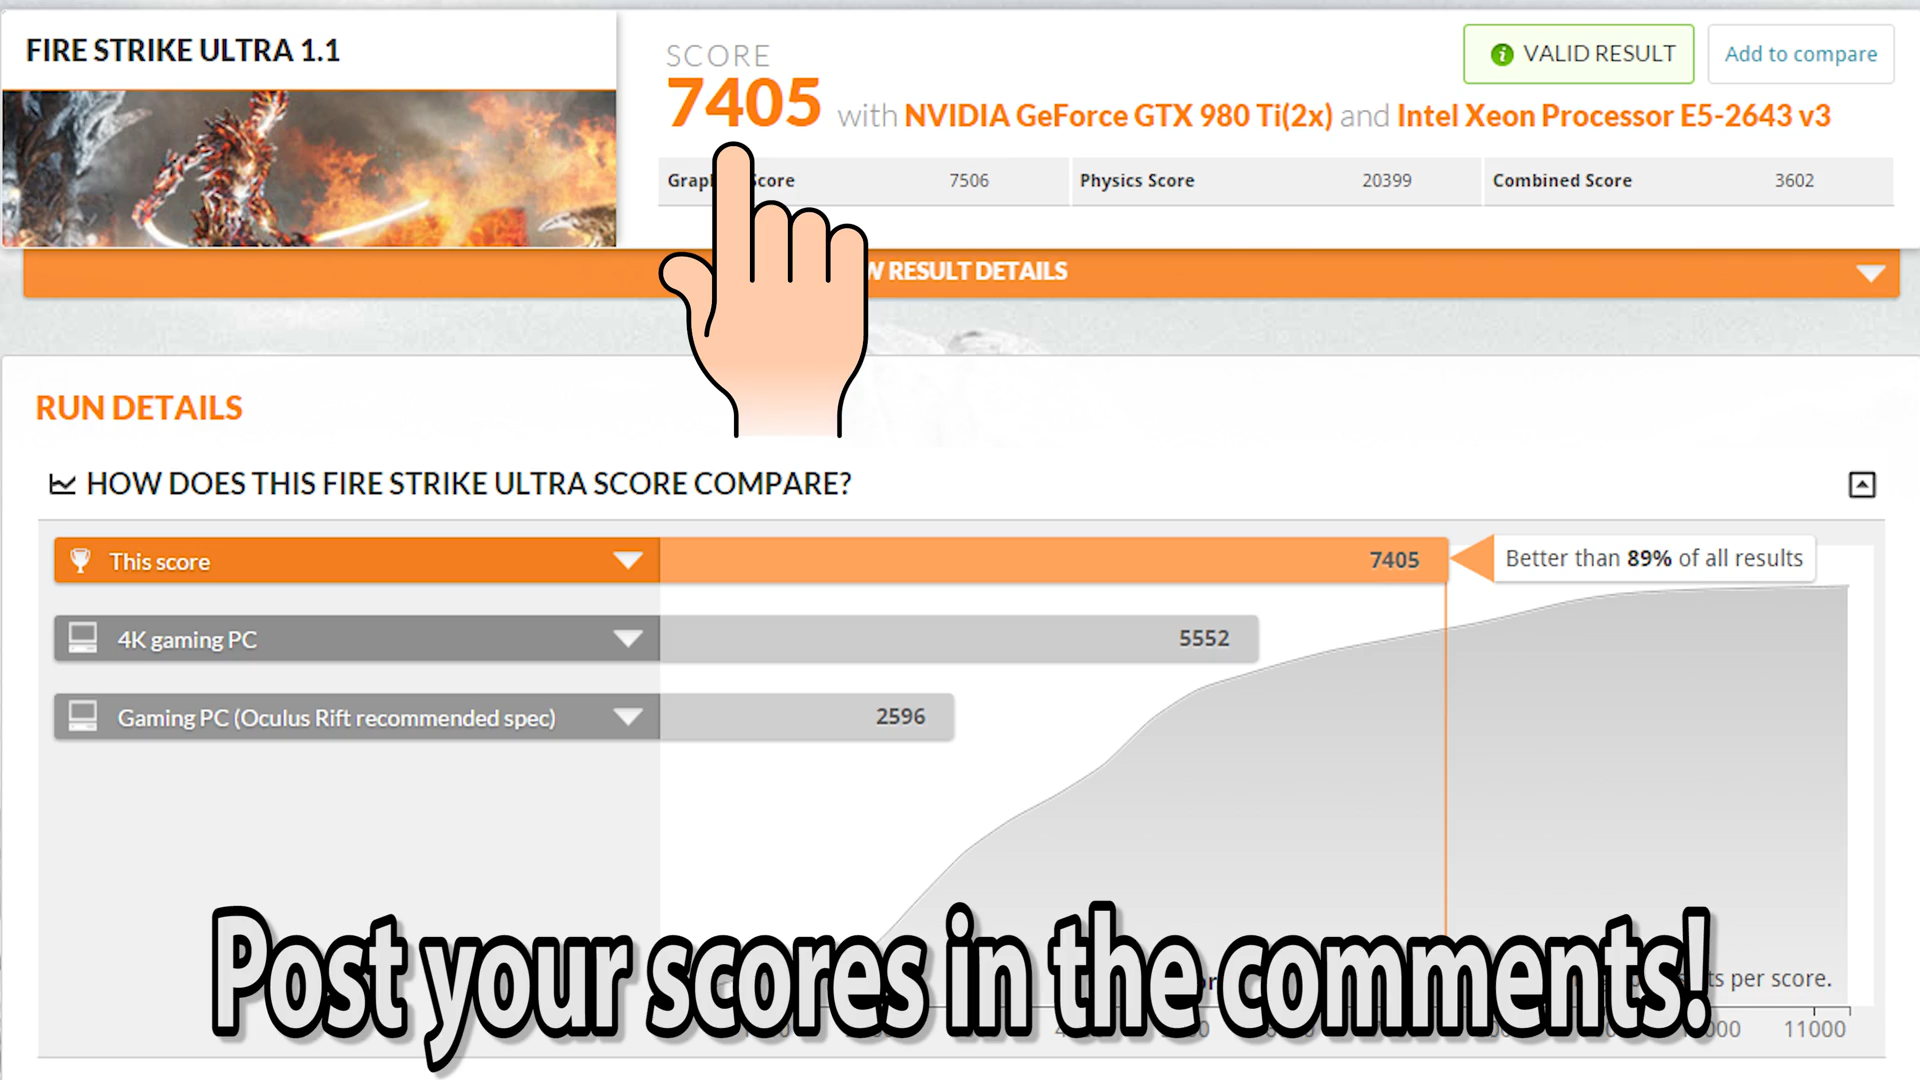 FIRE STRIKE ULTRA 1.1
SCORE
7405 with NVIDIA GeForce GTX 980 Ti(2x) and Intel Xeon Processor E5-2643 v3
VALID RESULT
Add to compare
Score 7506 Physics Score 20399 Combined Score 3602
RESULT DETAILS
RUN DETAILS
HOW DOES THIS FIRE STRIKE ULTRA SCORE COMPARE?
This score 7405 Better than 89% of all results
4K gaming PC 5552
Gaming PC (Oculus Rift recommended spec) 2596
Post your scores in the comments!
per score.
11000